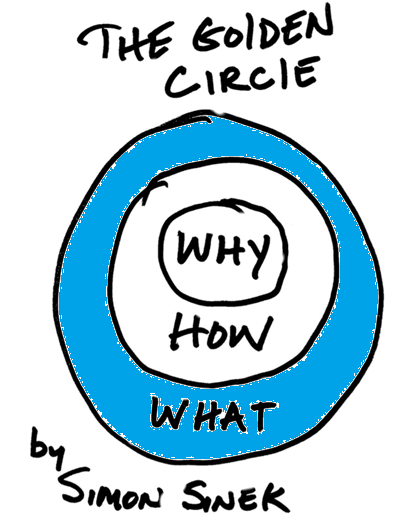 THE GOLDEN
CIRCLE
WHY
HOW
WHAT
by
SIMON SINEK